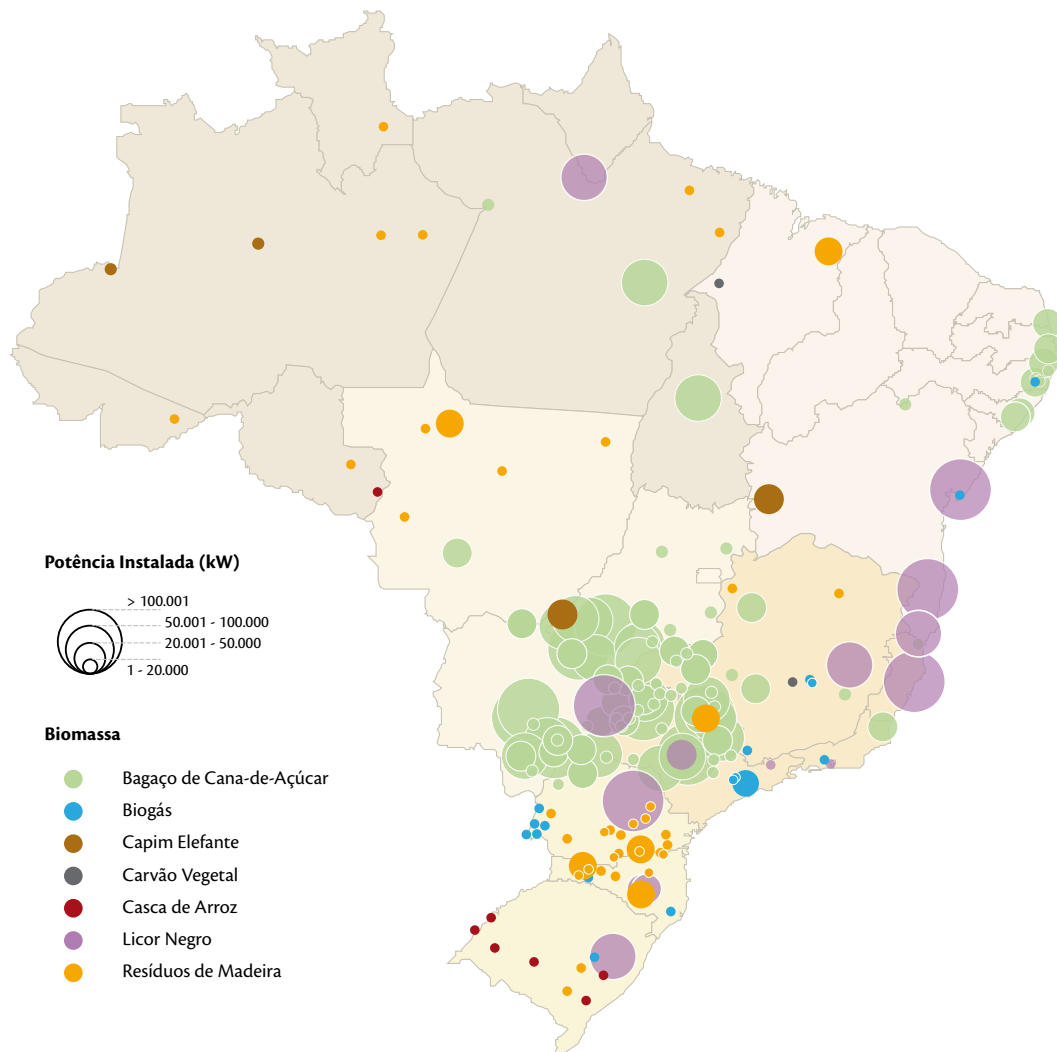 Potência Instalada (kW)
> 100.001
50.001 - 100.000
20.001 - 50.000
1 - 20.000
Biomassa
Bagaço de Cana-de-Açúcar
Biogás
Capim Elefante
Carvão Vegetal
Casca de Arroz
Licor Negro
Resíduos de Madeira